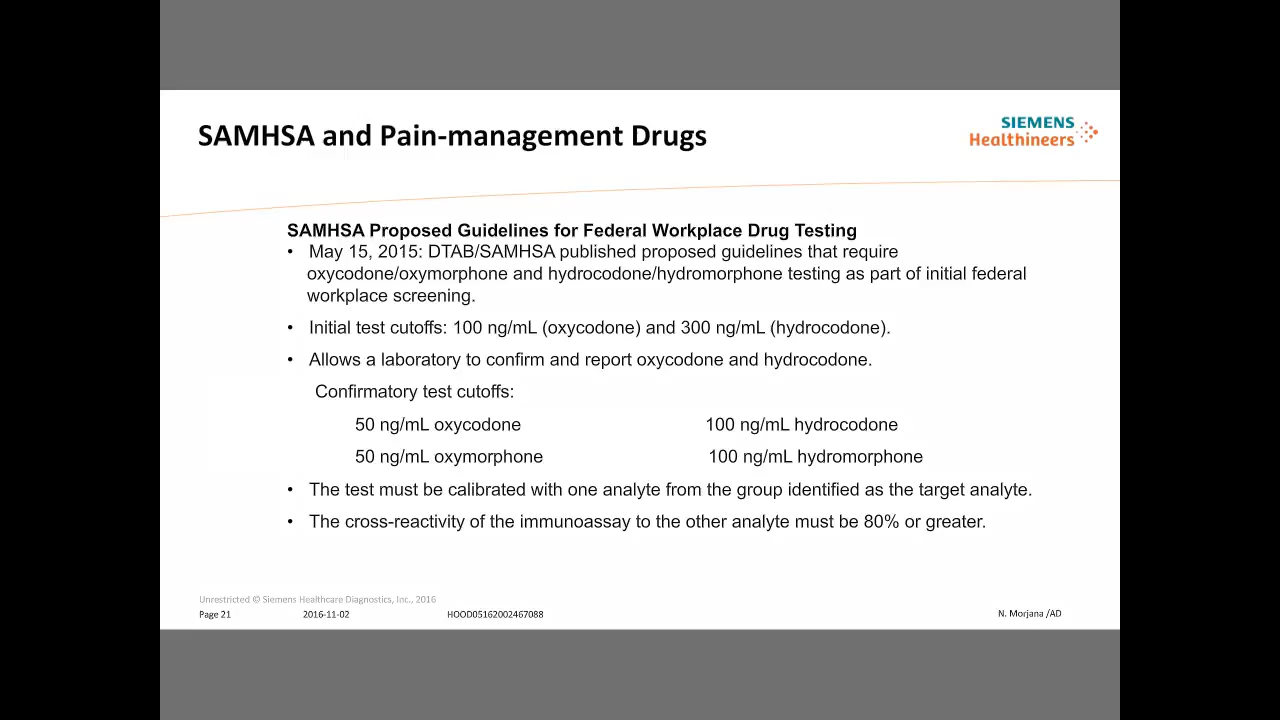 SAMHSA and Pain-management Drugs
SIEMENS
Healthineers
SAMHSA Proposed Guidelines for Federal Workplace Drug Testing
• May 15, 2015: DTAB/SAMHSA published proposed guidelines that require
oxycodone/oxymorphone and hydrocodone/hydromorphone testing as part of initial federal
workplace screening.
• Initial test cutoffs: 100 ng/mL (oxycodone) and 300 ng/mL (hydrocodone).
• Allows a laboratory to confirm and report oxycodone and hydrocodone.
Confirmatory test cutoffs:
50 ng/mL oxycodone 100 ng/mL hydrocodone
50 ng/mL oxymorphone 100 ng/mL hydromorphone
• The test must be calibrated with one analyte from the group identified as the target analyte.
• The cross-reactivity of the immunoassay to the other analyte must be 80% or greater.
Unrestricted © Siemens Healthcare Diagnostics, Inc., 2016
Page 21 2016-11-02 HOOD05162002467088 N. Morjana /AD